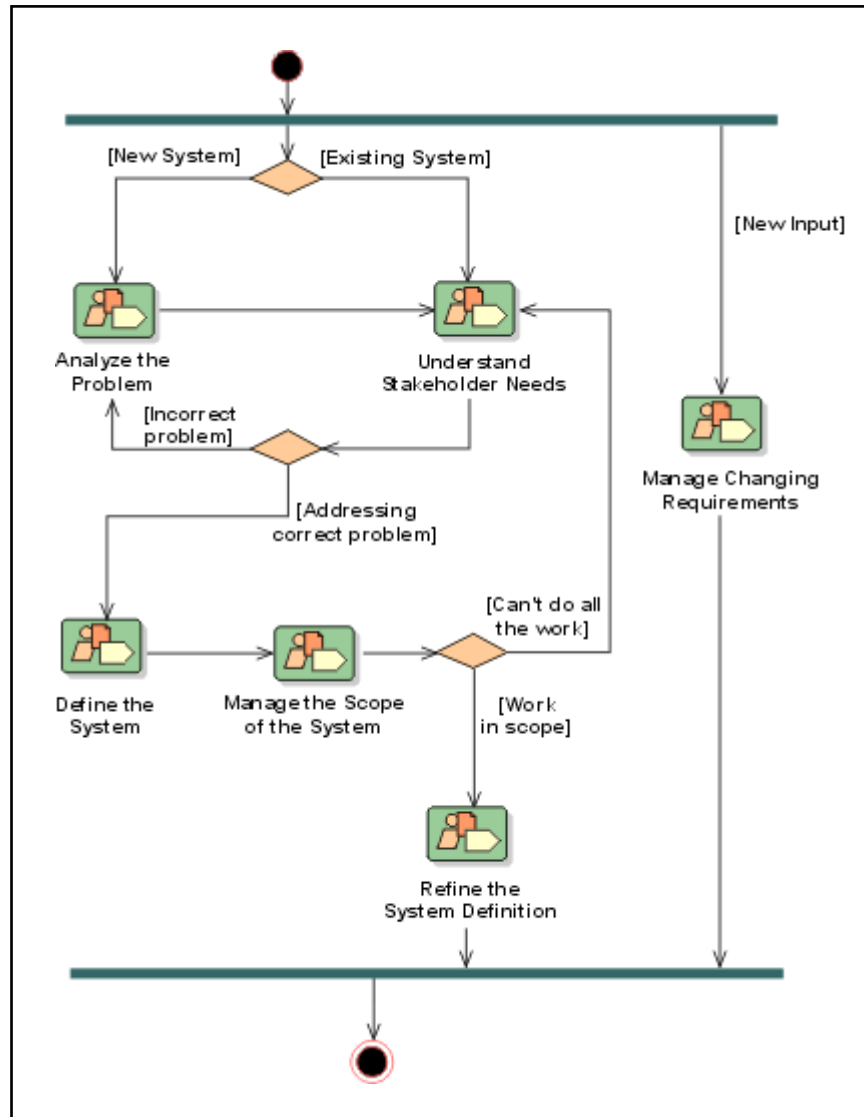 [New System]
[Existing System]
[New Input]
Analyze the
Problem
Understand
Stakeholder Needs
[Incorrect
problem]
Manage Changing
Requirements
[Addressing
correct problem]
[Can't do all
the work]
Define the
System
Manage the Scope
of the System
[Work
in scope]
Refine the
System Definition